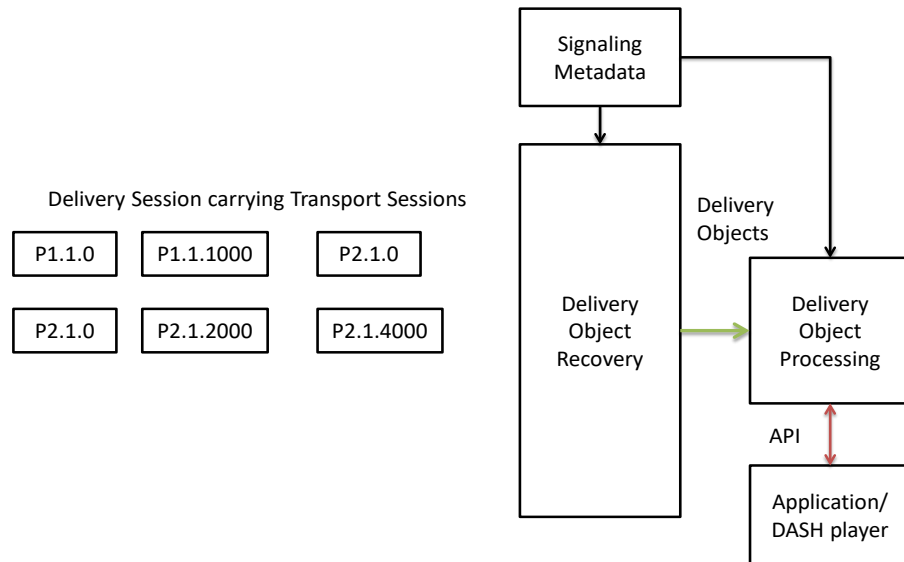 Signaling
Metadata
Delivery Session carrying Transport Sessions
P1.1.0
P1.1.1000
P2.1.0
P2.1.0
P2.1.2000
P2.1.4000
Delivery
Objects
Delivery
Object
Recovery
Delivery
Object
Processing
API
Application/
DASH player